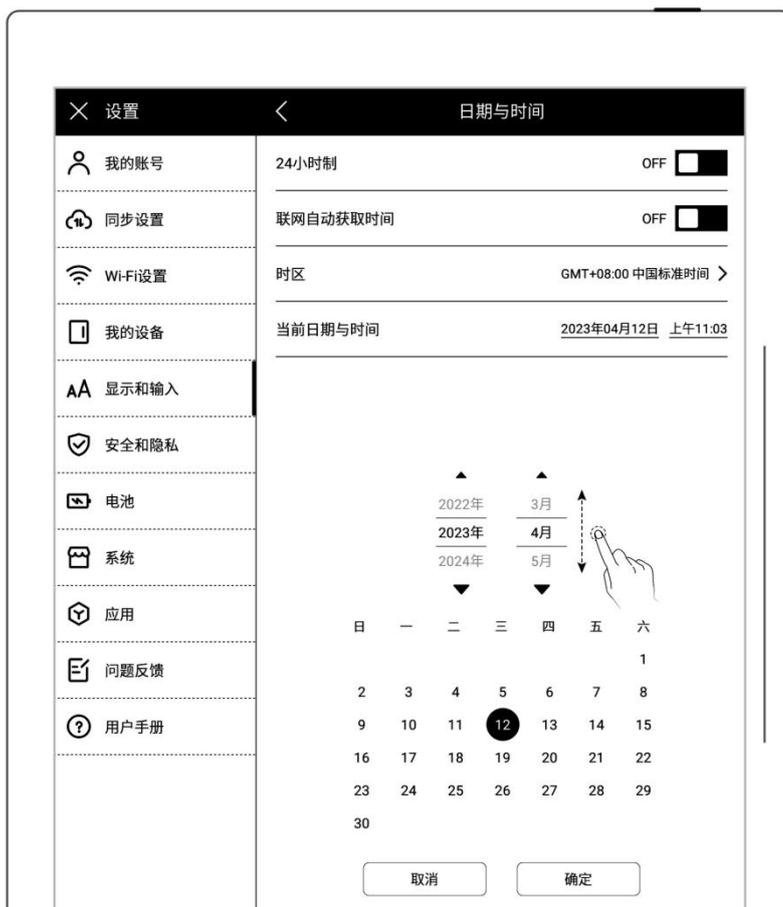 设置
日期与时间
我的账号
同步设置
Wi-Fi设置
我的设备
显示和输入
安全和隐私
电池
系统
应用
问题反馈
用户手册
24小时制 OFF
联网自动获取时间 OFF
时区 GMT+08:00 中国标准时间
当前日期与时间 2023年04月12日 上午11:03
2022年 3月
2023年 4月
2024年 5月
日 一 二 三 四 五 六
1
2 3 4 5 6 7 8
9 10 11 12 13 14 15
16 17 18 19 20 21 22
23 24 25 26 27 28 29
30
取消 确定